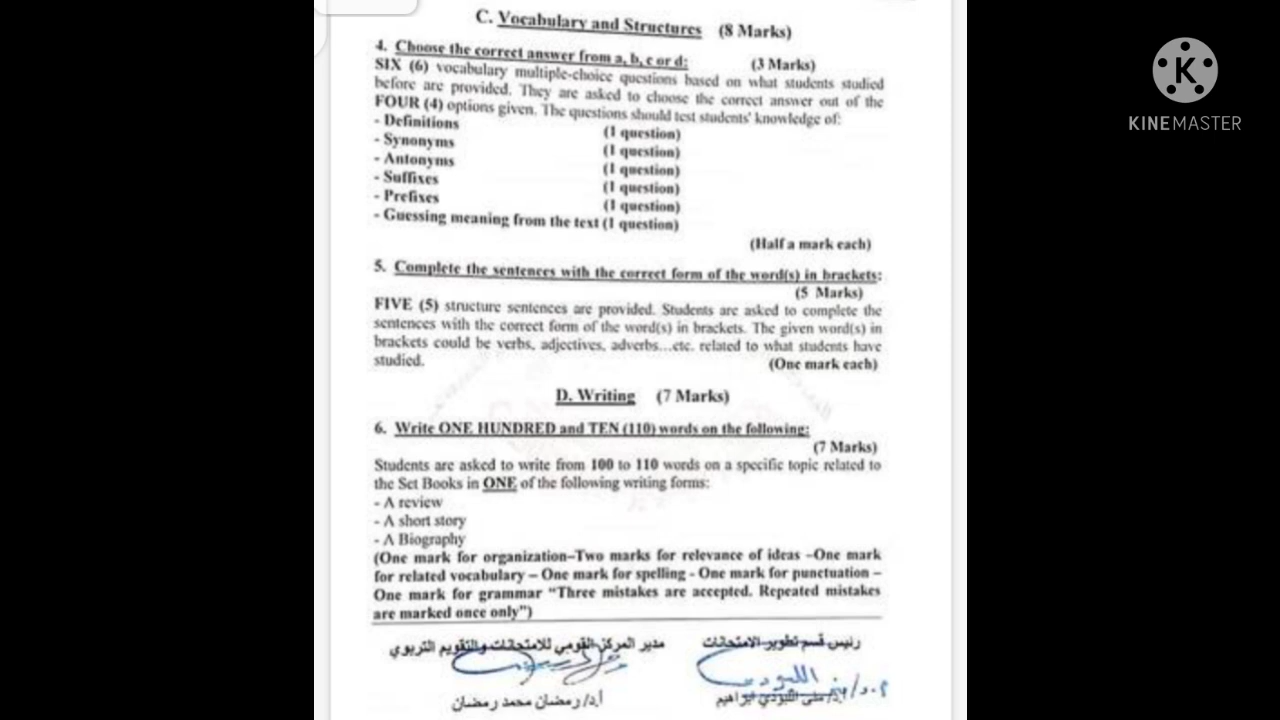 C. Vocabulary and Structures (8 Marks)
4. Choose the correct answer from a, b, c or d: (3 Marks)
SIX (6) vocabulary multiple-choice questions based on what students studied
before are provided. They are asked to choose the correct answer out of the
FOUR (4) options given. The questions should test students' knowledge of:
- Definitions (1 question)
- Synonyms (1 question)
- Antonyms (1 question)
- Suffixes (1 question)
- Prefixes (1 question)
- Guessing meaning from the text (1 question)
(Half a mark each)
5. Complete the sentences with the correct form of the word(s) in brackets:
(5 Marks)
FIVE (5) structure sentences are provided. Students are asked to complete the
sentences with the correct form of the word(s) in brackets. The given word(s) in
brackets could be verbs, adjectives, adverbs...etc. related to what students have
studied. (One mark each)
D. Writing (7 Marks)
6. Write ONE HUNDRED and TEN (110) words on the following:
(7 Marks)
Students are asked to write from 100 to 110 words on a specific topic related to
the Set Books in ONE of the following writing forms:
- A review
- A short story
- A Biography
(One mark for organization–Two marks for relevance of ideas –One mark
for related vocabulary – One mark for spelling - One mark for punctuation –
One mark for grammar "Three mistakes are accepted. Repeated mistakes
are marked once only")
رئيس قسم تطوير الامتحانات مدير المركز القومي للامتحانات والتقويم التربوي
أ.د/ رمضان محمد رمضان
KINEMASTER